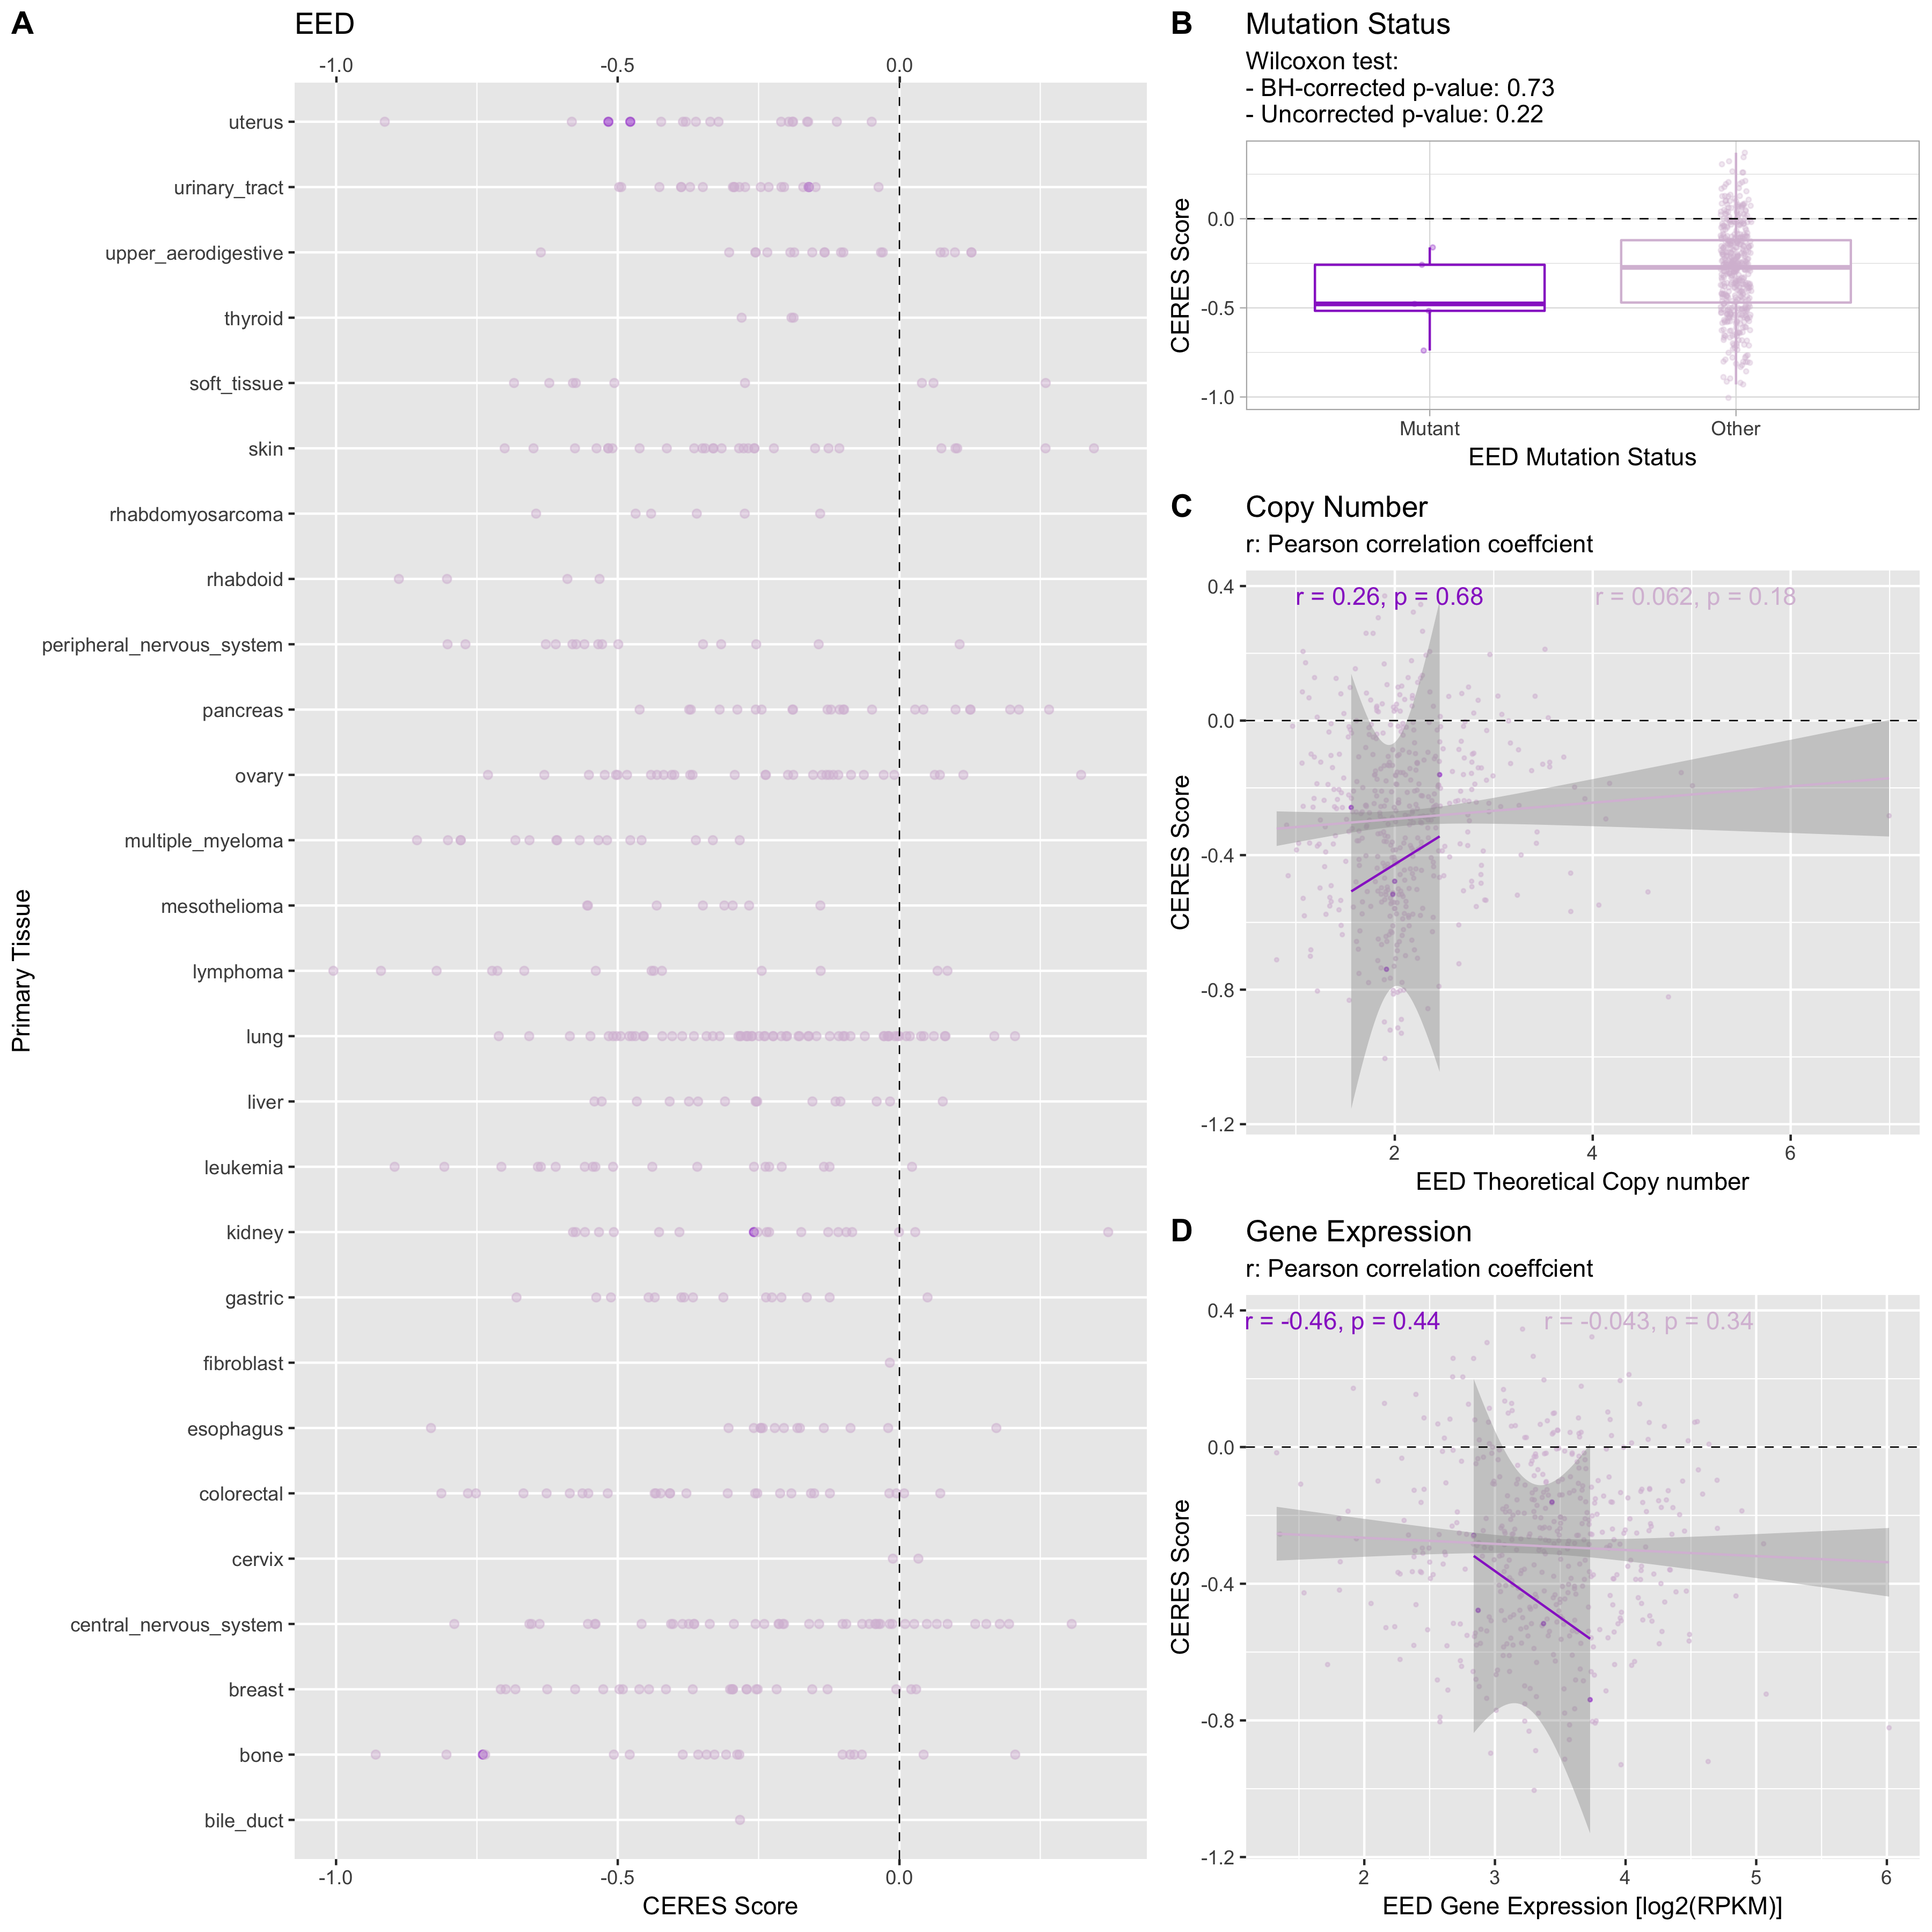 A
EED
-1.0 -0.5 0.0
uterus
urinary_tract
upper_aerodigestive
thyroid
soft_tissue
skin
rhabdomyosarcoma
rhabdoid
peripheral_nervous_system
pancreas
ovary
multiple_myeloma
mesothelioma
lymphoma
lung
liver
leukemia
kidney
gastric
fibroblast
esophagus
colorectal
cervix
central_nervous_system
breast
bone
bile_duct
Primary Tissue
-1.0 -0.5 0.0
CERES Score
B
Mutation Status
Wilcoxon test:
- BH-corrected p-value: 0.73
- Uncorrected p-value: 0.22
0.0
-0.5
-1.0
CERES Score
Mutant Other
EED Mutation Status
C
Copy Number
r: Pearson correlation coeffcient
r = 0.26, p = 0.68 r = 0.062, p = 0.18
0.4
0.0
-0.4
-0.8
-1.2
CERES Score
2 4 6
EED Theoretical Copy number
D
Gene Expression
r: Pearson correlation coeffcient
r = -0.46, p = 0.44 r = -0.043, p = 0.34
0.4
0.0
-0.4
-0.8
-1.2
CERES Score
2 3 4 5 6
EED Gene Expression [log2(RPKM)]